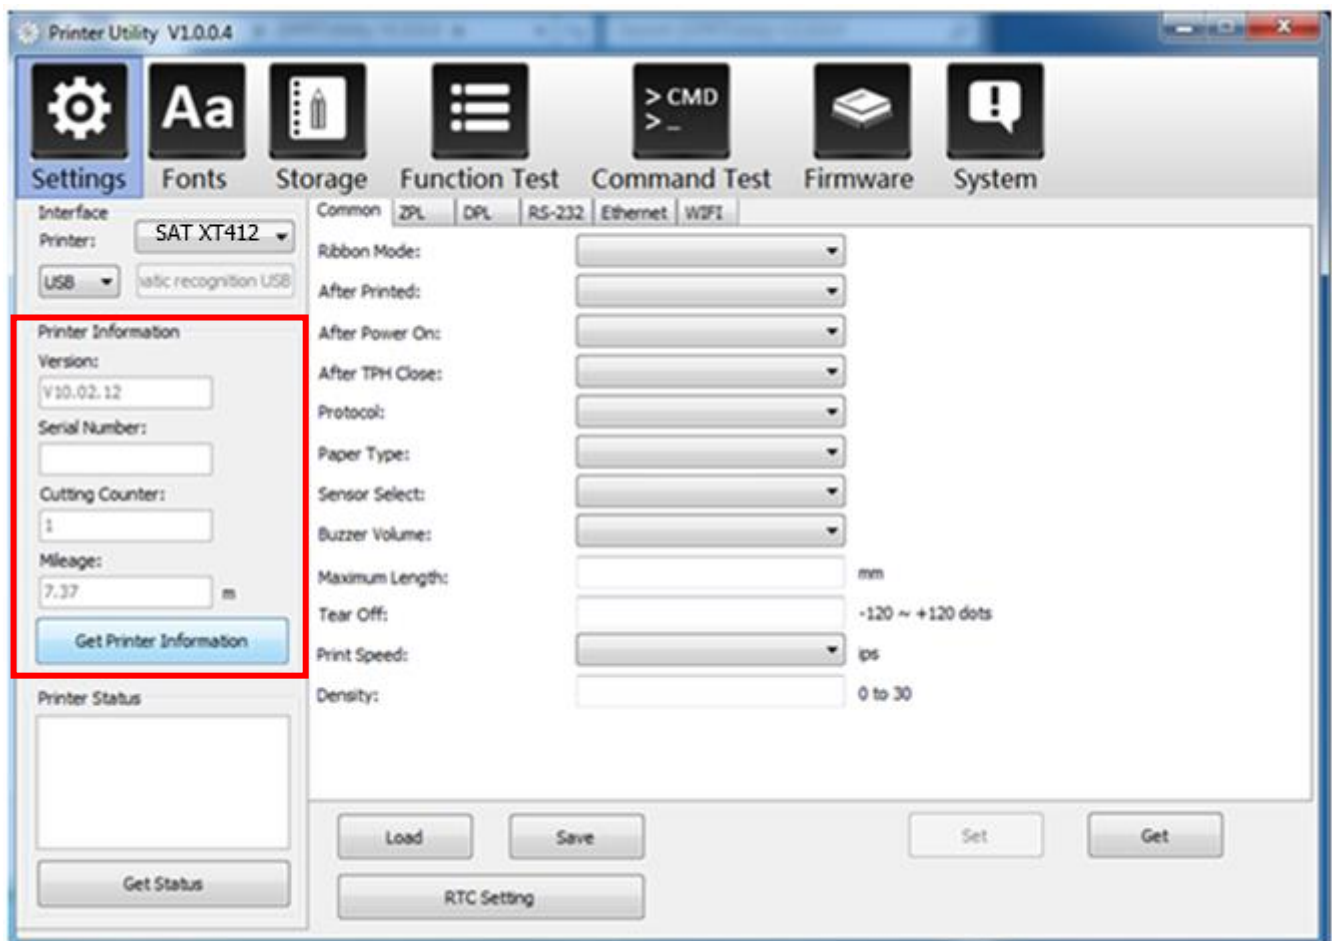 Printer Utility V1.0.0.4
Aa
> CMD
>_
Settings
Fonts
Storage
Function Test
Command Test
Firmware
System
Interface
Printer: SAT XT412
USB
atic recognition USB
Printer Information
Version:
V10.02.12
Serial Number:
Cutting Counter:
1
Mileage:
7.37 m
Get Printer Information
Printer Status
Get Status
Common ZPL DPL RS-232 Ethernet WIFI
Ribbon Mode:
After Printed:
After Power On:
After TPH Close:
Protocol:
Paper Type:
Sensor Select:
Buzzer Volume:
Maximum Length: mm
Tear Off: -120 ~ +120 dots
Print Speed: ips
Density: 0 to 30
Load
Save
Set
Get
RTC Setting